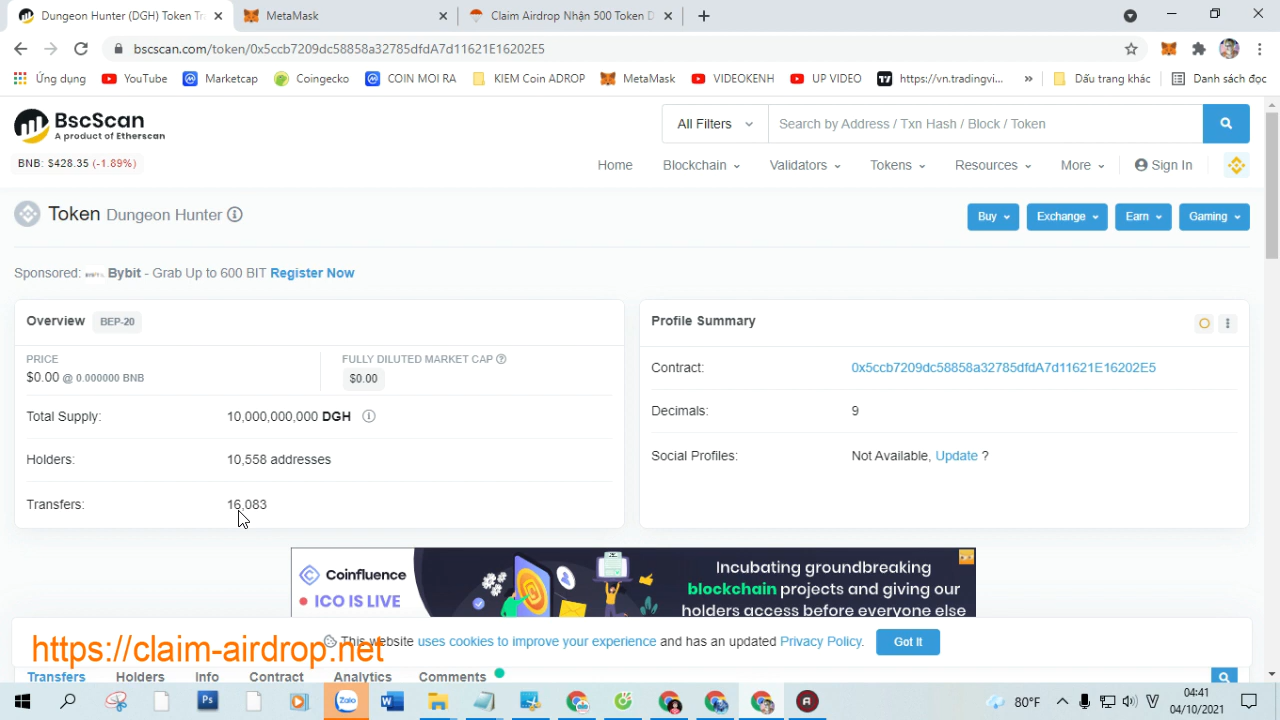 Dungeon Hunter (DGH) Token Tr
MetaMask
Claim Airdrop Nhận 500 Token D
bscscan.com/token/0x5ccb7209dc58858a32785dfdA7d11621E16202E5
Ứng dụng
YouTube
Marketcap
Coingecko
COIN MOI RA
KIEM Coin ADROP
MetaMask
VIDEOKENH
UP VIDEO
https://vn.tradingvi...
»
Dấu trang khác
Danh sách đọc
BscScan
A product of Etherscan
All Filters
Search by Address / Txn Hash / Block / Token
BNB: $428.35 (-1.89%)
Home
Blockchain
Validators
Tokens
Resources
More
Sign In
Token Dungeon Hunter
Buy
Exchange
Earn
Gaming
Sponsored: Bybit - Grab Up to 600 BIT Register Now
Overview BEP-20
PRICE
$0.00 @ 0.000000 BNB
FULLY DILUTED MARKET CAP
$0.00
Total Supply: 10,000,000,000 DGH
Holders: 10,558 addresses
Transfers: 16,083
Profile Summary
Contract: 0x5ccb7209dc58858a32785dfdA7d11621E16202E5
Decimals: 9
Social Profiles: Not Available, Update ?
Coinfluence
ICO IS LIVE
Incubating groundbreaking
blockchain projects and giving our
holders access before everyone else
https://claim-airdrop.net
This website uses cookies to improve your experience and has an updated Privacy Policy.
Got It
Transfers
Holders
Info
Contract
Analytics
Comments
Ps
Zalo
80°F
04:41
04/10/2021